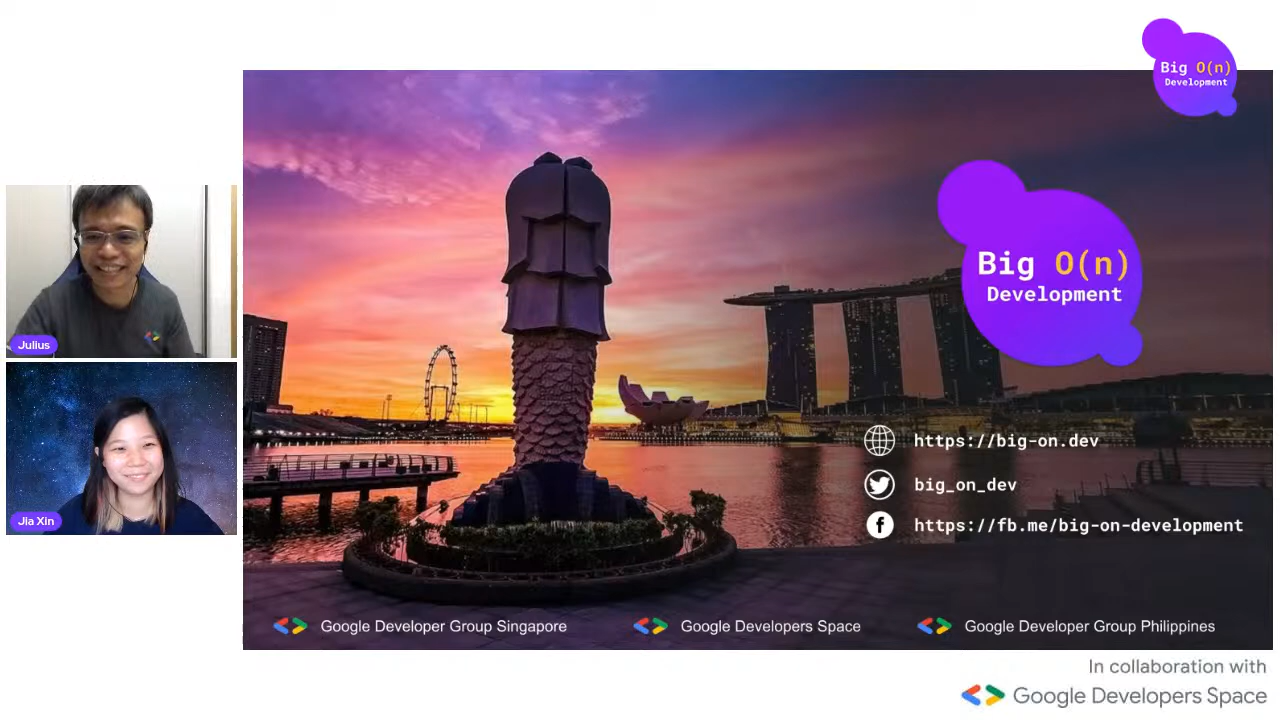 Big O(n)
Development
Julius
Jia Xin
Big O(n)
Development
https://big-on.dev
big_on_dev
https://fb.me/big-on-development
Google Developer Group Singapore
Google Developers Space
Google Developer Group Philippines
In collaboration with
Google Developers Space